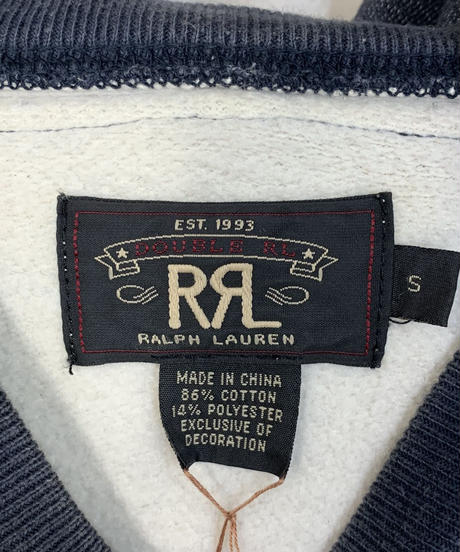 EST. 1993
DOUBLE RL
RRL
RALPH LAUREN
S
MADE IN CHINA
86% COTTON
14% POLYESTER
EXCLUSIVE OF
DECORATION